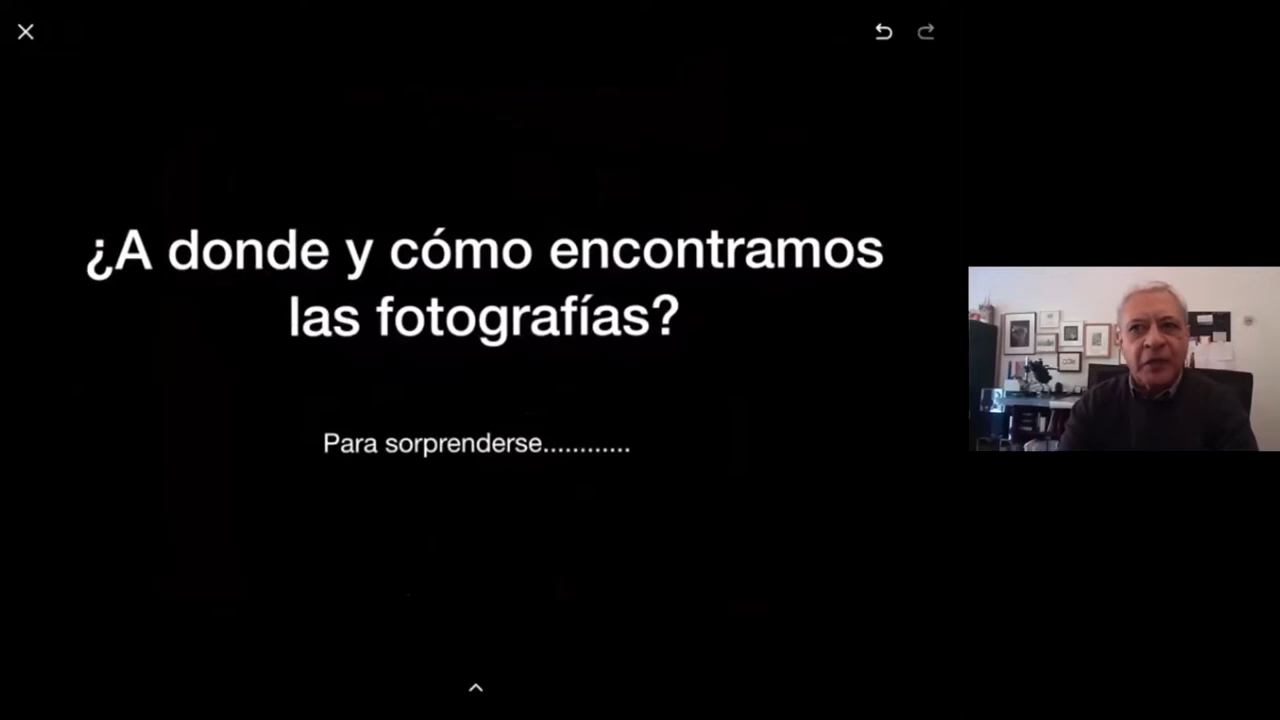 ¿A donde y cómo encontramos
las fotografías?
Para sorprenderse............